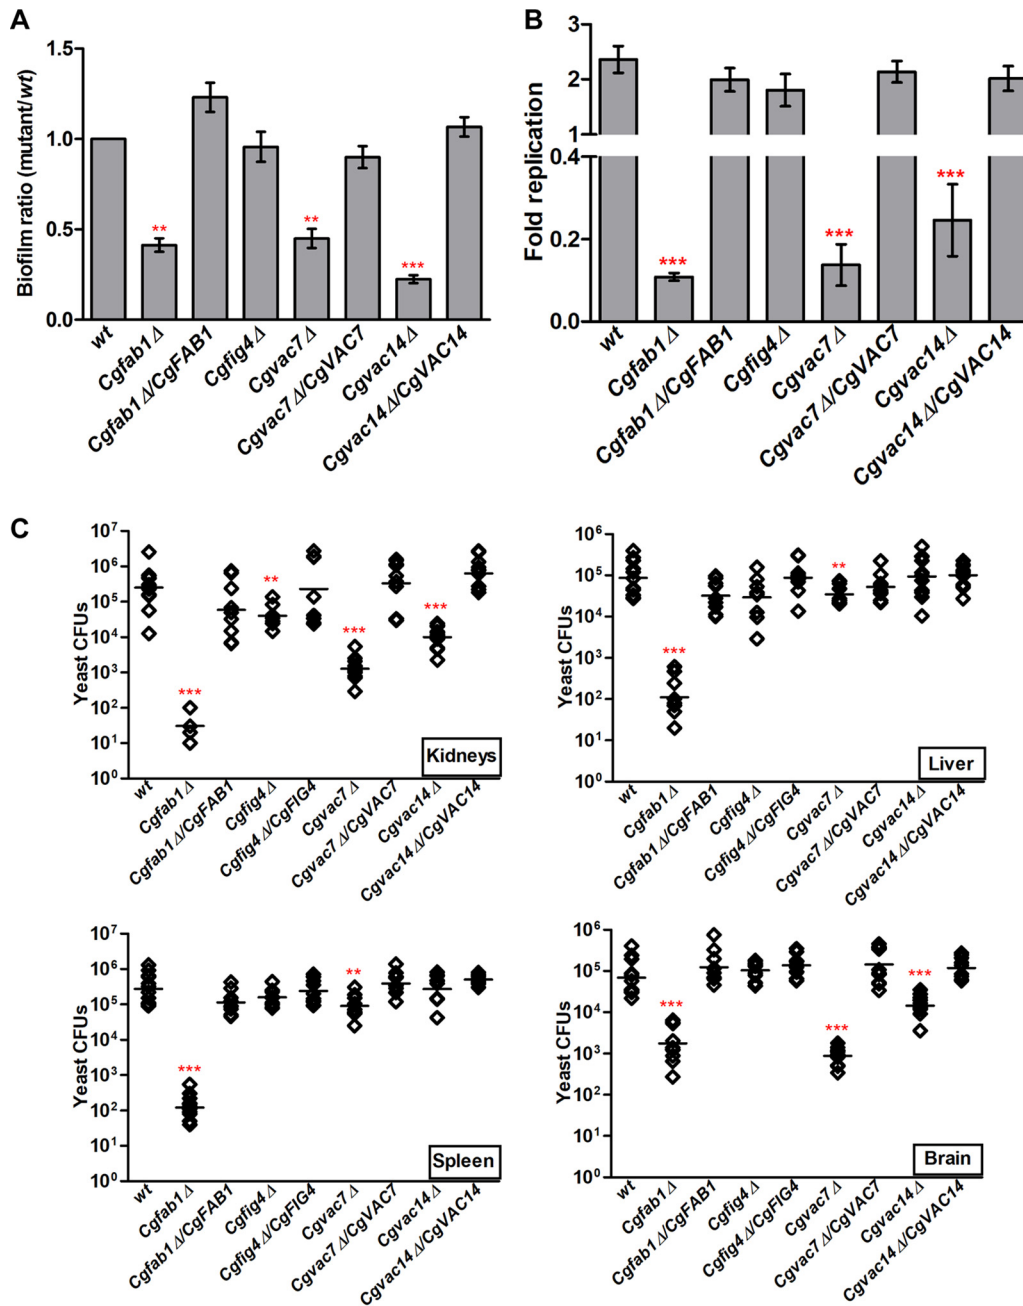 A
Biofilm ratio (mutant/wt)
1.5
1.0
0.5
0.0
**
**
***
wt
Cgfab1Δ
Cgfab1Δ/CgFAB1
Cgfig4Δ
Cgvac7Δ
Cgvac7Δ/CgVAC7
Cgvac14Δ
Cgvac14Δ/CgVAC14
B
Fold replication
3
2
1
0.4
0.2
0.0
***
***
***
wt
Cgfab1Δ
Cgfab1Δ/CgFAB1
Cgfig4Δ
Cgvac7Δ
Cgvac7Δ/CgVAC7
Cgvac14Δ
Cgvac14Δ/CgVAC14
C
Yeast CFUs
10⁷
10⁶
10⁵
10⁴
10³
10²
10¹
10⁰
***
**
***
***
Kidneys
wt
Cgfab1Δ
Cgfab1Δ/CgFAB1
Cgfig4Δ
Cgfig4Δ/CgFIG4
Cgvac7Δ
Cgvac7Δ/CgVAC7
Cgvac14Δ
Cgvac14Δ/CgVAC14
Yeast CFUs
10⁶
10⁵
10⁴
10³
10²
10¹
10⁰
***
**
Liver
wt
Cgfab1Δ
Cgfab1Δ/CgFAB1
Cgfig4Δ
Cgfig4Δ/CgFIG4
Cgvac7Δ
Cgvac7Δ/CgVAC7
Cgvac14Δ
Cgvac14Δ/CgVAC14
Yeast CFUs
10⁷
10⁶
10⁵
10⁴
10³
10²
10¹
10⁰
***
**
Spleen
wt
Cgfab1Δ
Cgfab1Δ/CgFAB1
Cgfig4Δ
Cgfig4Δ/CgFIG4
Cgvac7Δ
Cgvac7Δ/CgVAC7
Cgvac14Δ
Cgvac14Δ/CgVAC14
Yeast CFUs
10⁶
10⁵
10⁴
10³
10²
10¹
10⁰
***
***
***
Brain
wt
Cgfab1Δ
Cgfab1Δ/CgFAB1
Cgfig4Δ
Cgfig4Δ/CgFIG4
Cgvac7Δ
Cgvac7Δ/CgVAC7
Cgvac14Δ
Cgvac14Δ/CgVAC14